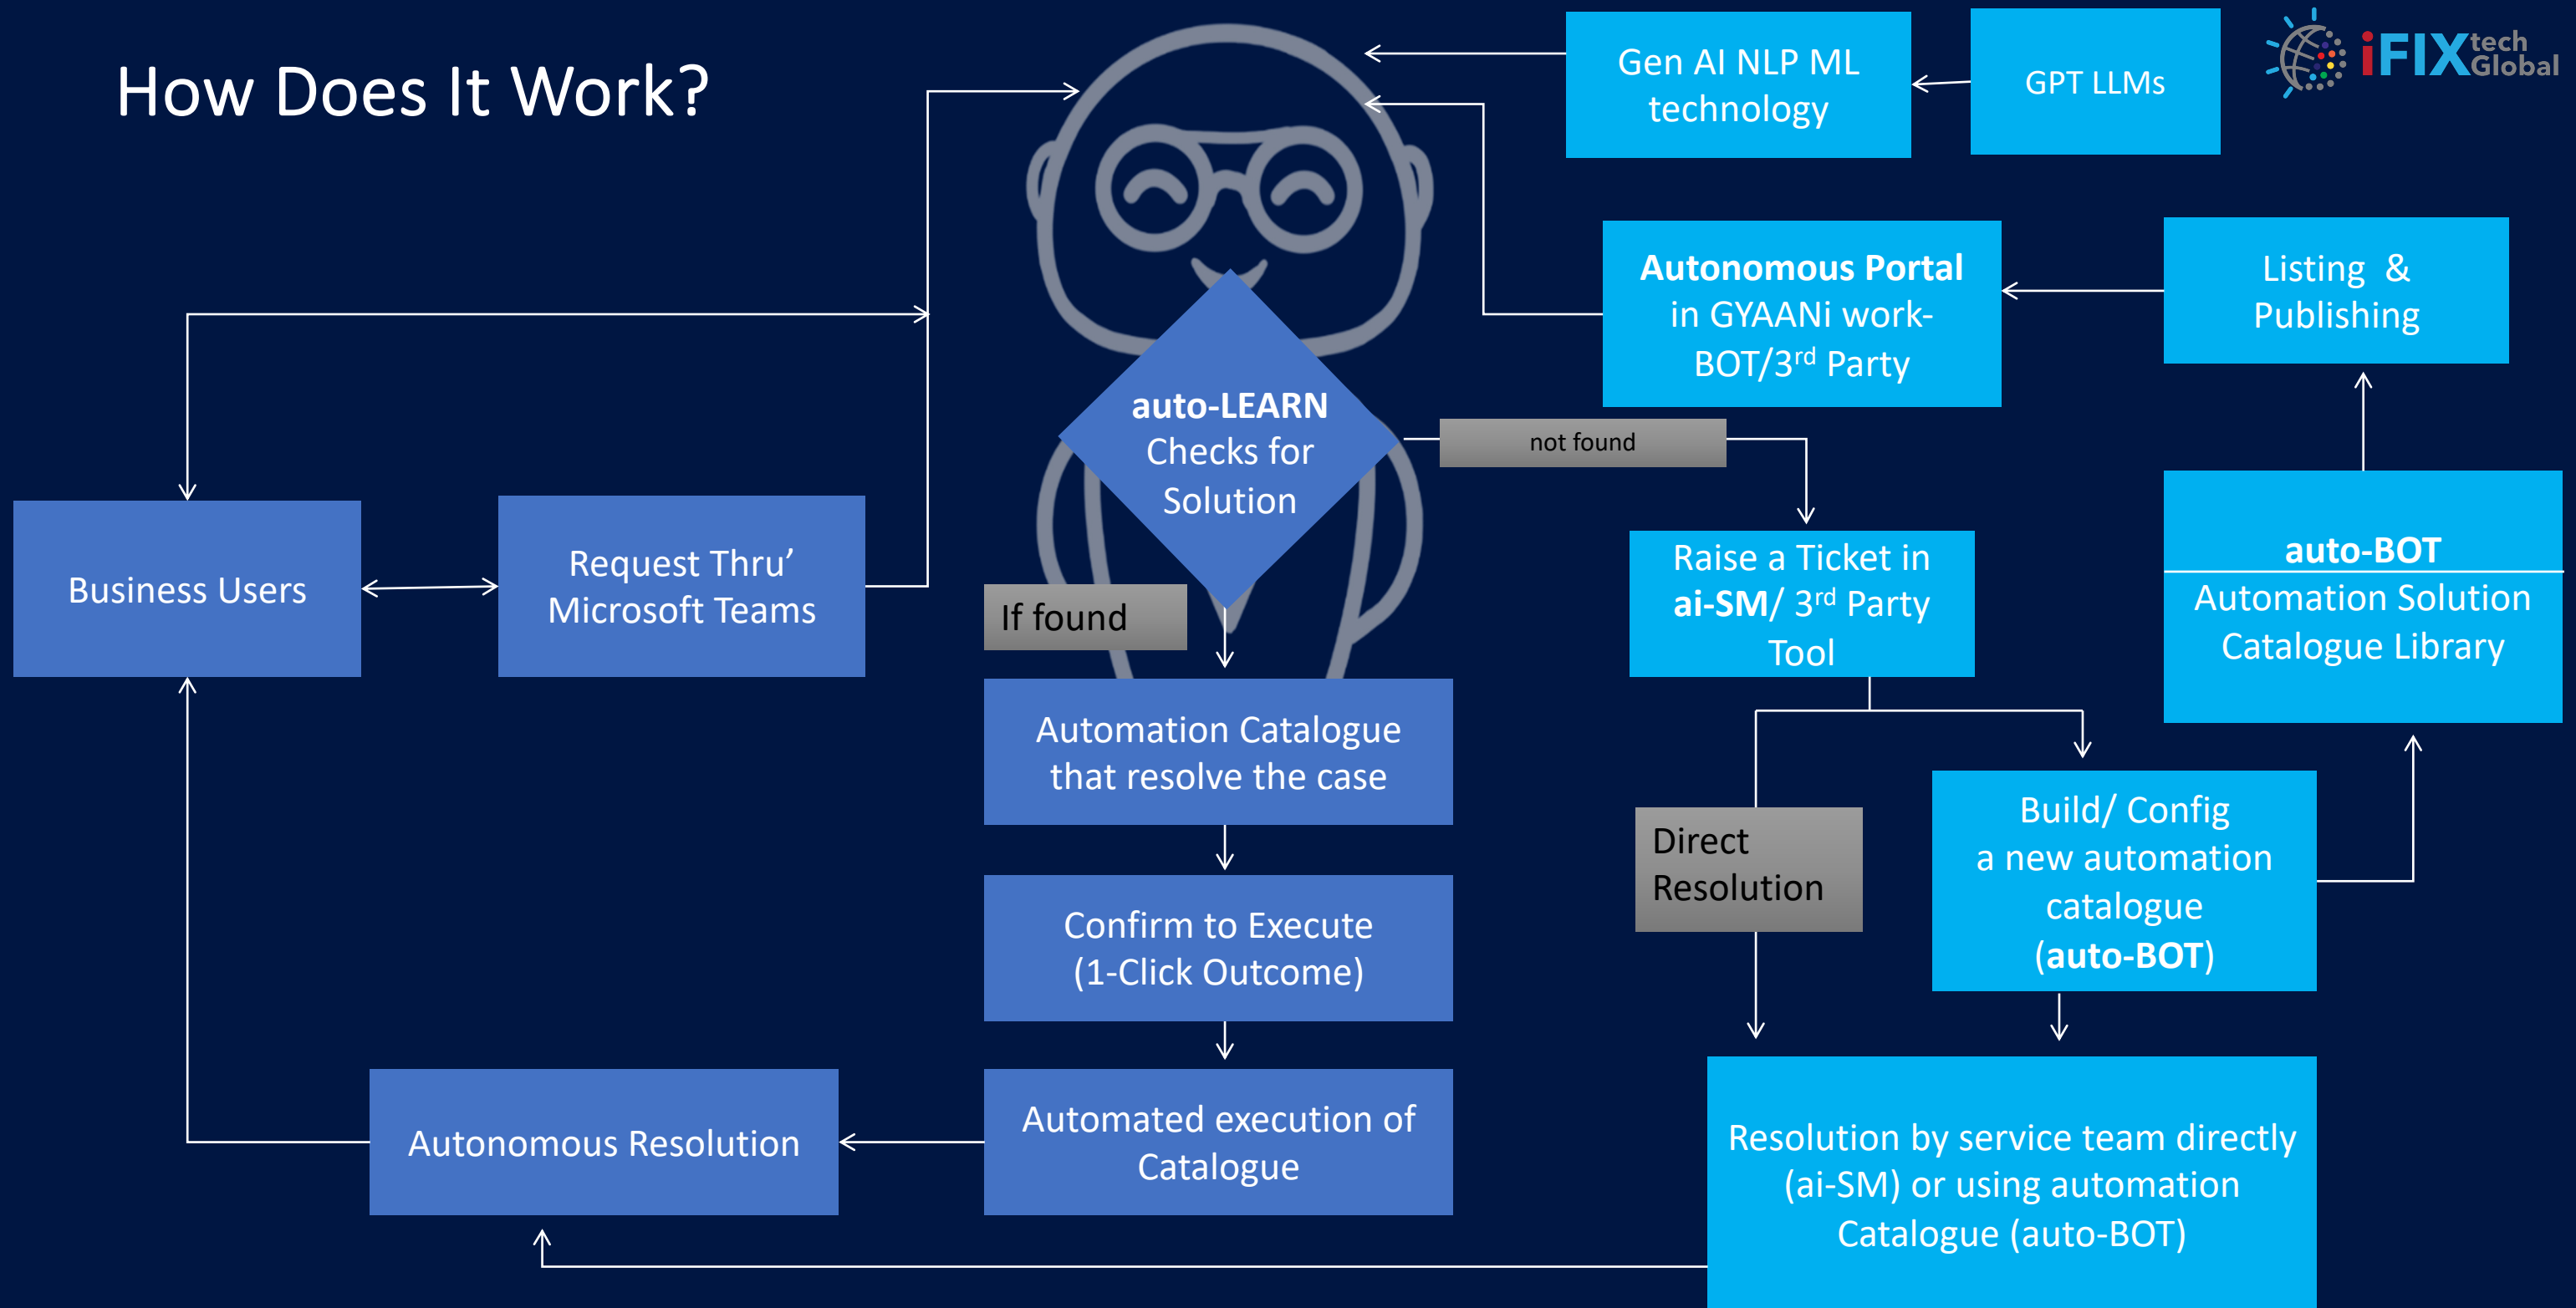 How Does It Work?
Gen AI NLP ML
technology
GPT LLMs
iFIX tech
Global
Autonomous Portal
in GYAANi work-
BOT/3rd Party
Listing & 
Publishing
auto-LEARN
Checks for
Solution
not found
Business Users
Request Thru’
Microsoft Teams
If found
Raise a Ticket in
ai-SM/ 3rd Party
Tool
auto-BOT
Automation Solution
Catalogue Library
Automation Catalogue
that resolve the case
Direct
Resolution
Build/ Config
a new automation
catalogue
(auto-BOT)
Confirm to Execute
(1-Click Outcome)
Autonomous Resolution
Automated execution of
Catalogue
Resolution by service team directly
(ai-SM) or using automation
Catalogue (auto-BOT)